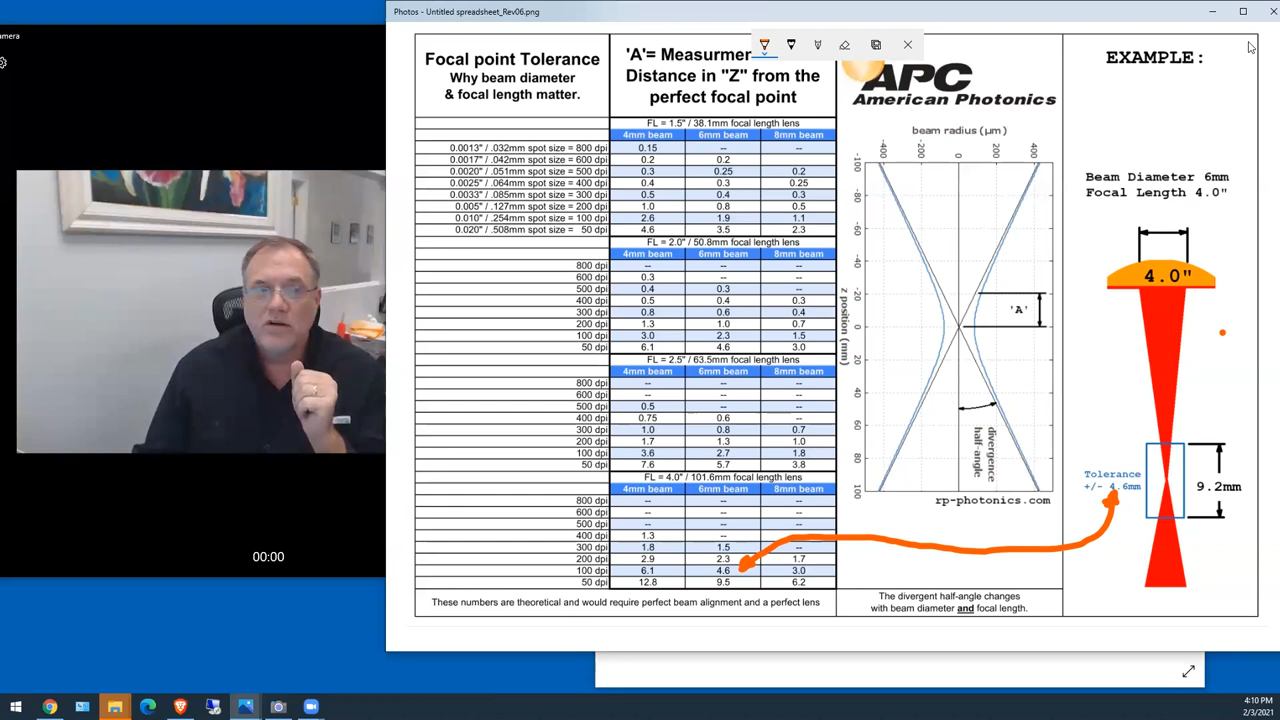 amera
Photos - Untitled spreadsheet_Rev06.png
Focal point Tolerance
Why beam diameter
& focal length matter.
'A'= Measurme
Distance in "Z" from the
perfect focal point
FL = 1.5" / 38.1mm focal length lens
4mm beam 6mm beam 8mm beam
0.0013" / .032mm spot size = 800 dpi 0.15 -- --
0.0017" / .042mm spot size = 600 dpi 0.2 0.2
0.0020" / .051mm spot size = 500 dpi 0.3 0.25 0.2
0.0025" / .064mm spot size = 400 dpi 0.4 0.3 0.25
0.0033" / .085mm spot size = 300 dpi 0.5 0.4 0.3
0.005" / .127mm spot size = 200 dpi 1.0 0.8 0.5
0.010" / .254mm spot size = 100 dpi 2.6 1.9 1.1
0.020" / .508mm spot size = 50 dpi 4.6 3.5 2.3
FL = 2.0" / 50.8mm focal length lens
4mm beam 6mm beam 8mm beam
800 dpi -- -- --
600 dpi 0.3 -- --
500 dpi 0.4 0.3 --
400 dpi 0.5 0.4 0.3
300 dpi 0.8 0.6 0.4
200 dpi 1.3 1.0 0.7
100 dpi 3.0 2.3 1.5
50 dpi 6.1 4.6 3.0
FL = 2.5" / 63.5mm focal length lens
4mm beam 6mm beam 8mm beam
800 dpi -- -- --
600 dpi -- -- --
500 dpi 0.5 -- --
400 dpi 0.75 0.6 --
300 dpi 1.0 0.8 0.7
200 dpi 1.7 1.3 1.0
100 dpi 3.6 2.7 1.8
50 dpi 7.6 5.7 3.8
FL = 4.0" / 101.6mm focal length lens
4mm beam 6mm beam 8mm beam
800 dpi -- -- --
600 dpi -- -- --
500 dpi -- -- --
400 dpi 1.3 -- --
300 dpi 1.8 1.5 --
200 dpi 2.9 2.3 1.7
100 dpi 6.1 4.6 3.0
50 dpi 12.8 9.5 6.2
These numbers are theoretical and would require perfect beam alignment and a perfect lens
APC
American Photonics
beam radius (µm)
-400 -200 0 200 400
-100
-80
-60
-40
-20
0
20
40
60
80
100
z position (mm)
'A'
divergence
half-angle
rp-photonics.com
The divergent half-angle changes
with beam diameter and focal length.
EXAMPLE:
Beam Diameter 6mm
Focal Length 4.0"
4.0"
Tolerance
+/- 4.6mm
9.2mm
00:00
4:10 PM
2/3/2021